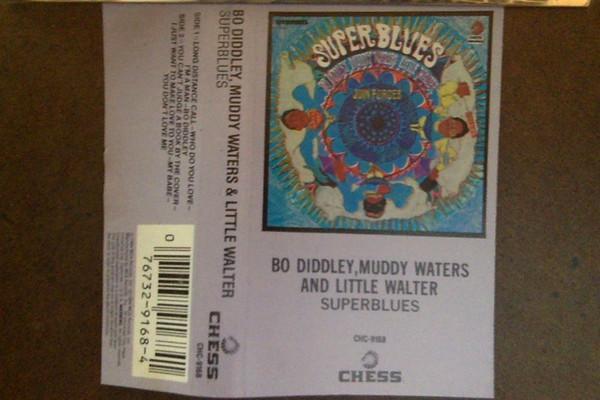 SUPER BLUES
JOIN FORCES
BO DIDDLEY, MUDDY WATERS
AND LITTLE WALTER
SUPERBLUES
CHC-9168
CHESS
BO DIDDLEY, MUDDY WATERS & LITTLE WALTER
SUPERBLUES
CHESS
CHC-9168
SIDE 1: LONG DISTANCE CALL - WHO DO YOU LOVE -
I'M A MAN - BO DIDDLEY
SIDE 2: YOU CAN'T JUDGE A BOOK BY THE COVER -
I JUST WANT TO MAKE LOVE TO YOU - MY BABE -
YOU DON'T LOVE ME
0 76732-9168-4